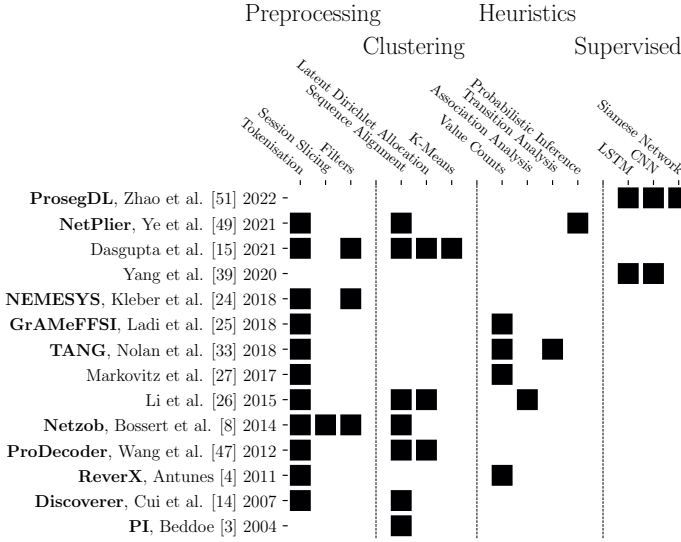 Preprocessing
Heuristics
Clustering
Supervised
Tokenisation
Session Slicing
Filters
Sequence Alignment
Latent Dirichlet Allocation
K-Means
Value Counts
Association Analysis
Transition Analysis
Probabilistic Inference
LSTM
CNN
Siamese Network
ProsegDL, Zhao et al. [51] 2022
NetPlier, Ye et al. [49] 2021
Dasgupta et al. [15] 2021
Yang et al. [39] 2020
NEMESYS, Kleber et al. [24] 2018
GrAMeFFSI, Ladi et al. [25] 2018
TANG, Nolan et al. [33] 2018
Markovitz et al. [27] 2017
Li et al. [26] 2015
Netzob, Bossert et al. [8] 2014
ProDecoder, Wang et al. [47] 2012
ReverX, Antunes [4] 2011
Discoverer, Cui et al. [14] 2007
PI, Beddoe [3] 2004